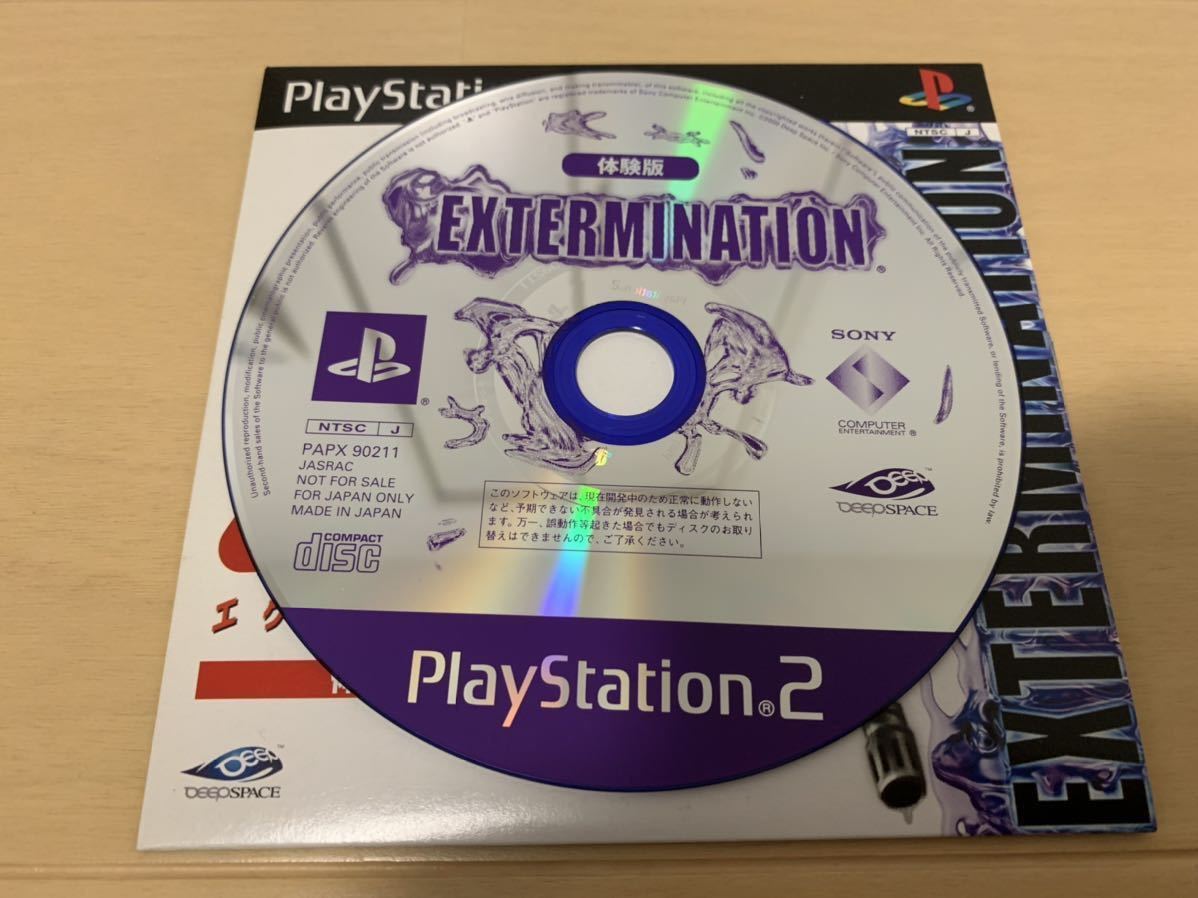 PlayStati
NTSC J
体験版
EXTERMINATION
EXTERMINATION
SONY
COMPUTER
ENTERTAINMENT
NTSC J
PAPX 90211
JASRAC
NOT FOR SALE
FOR JAPAN ONLY
MADE IN JAPAN
COMPACT
disc
DEEP
DEEPSPACE
このソフトウェアは、現在開発中のため正常に動作しない
など、予期できない不具合が発見される場合が考えられ
ます。万一、誤動作等起きた場合でもディスクのお取り
替えはできませんので、ご了承ください。
エク
PlayStation®2
DEEP
DEEPSPACE